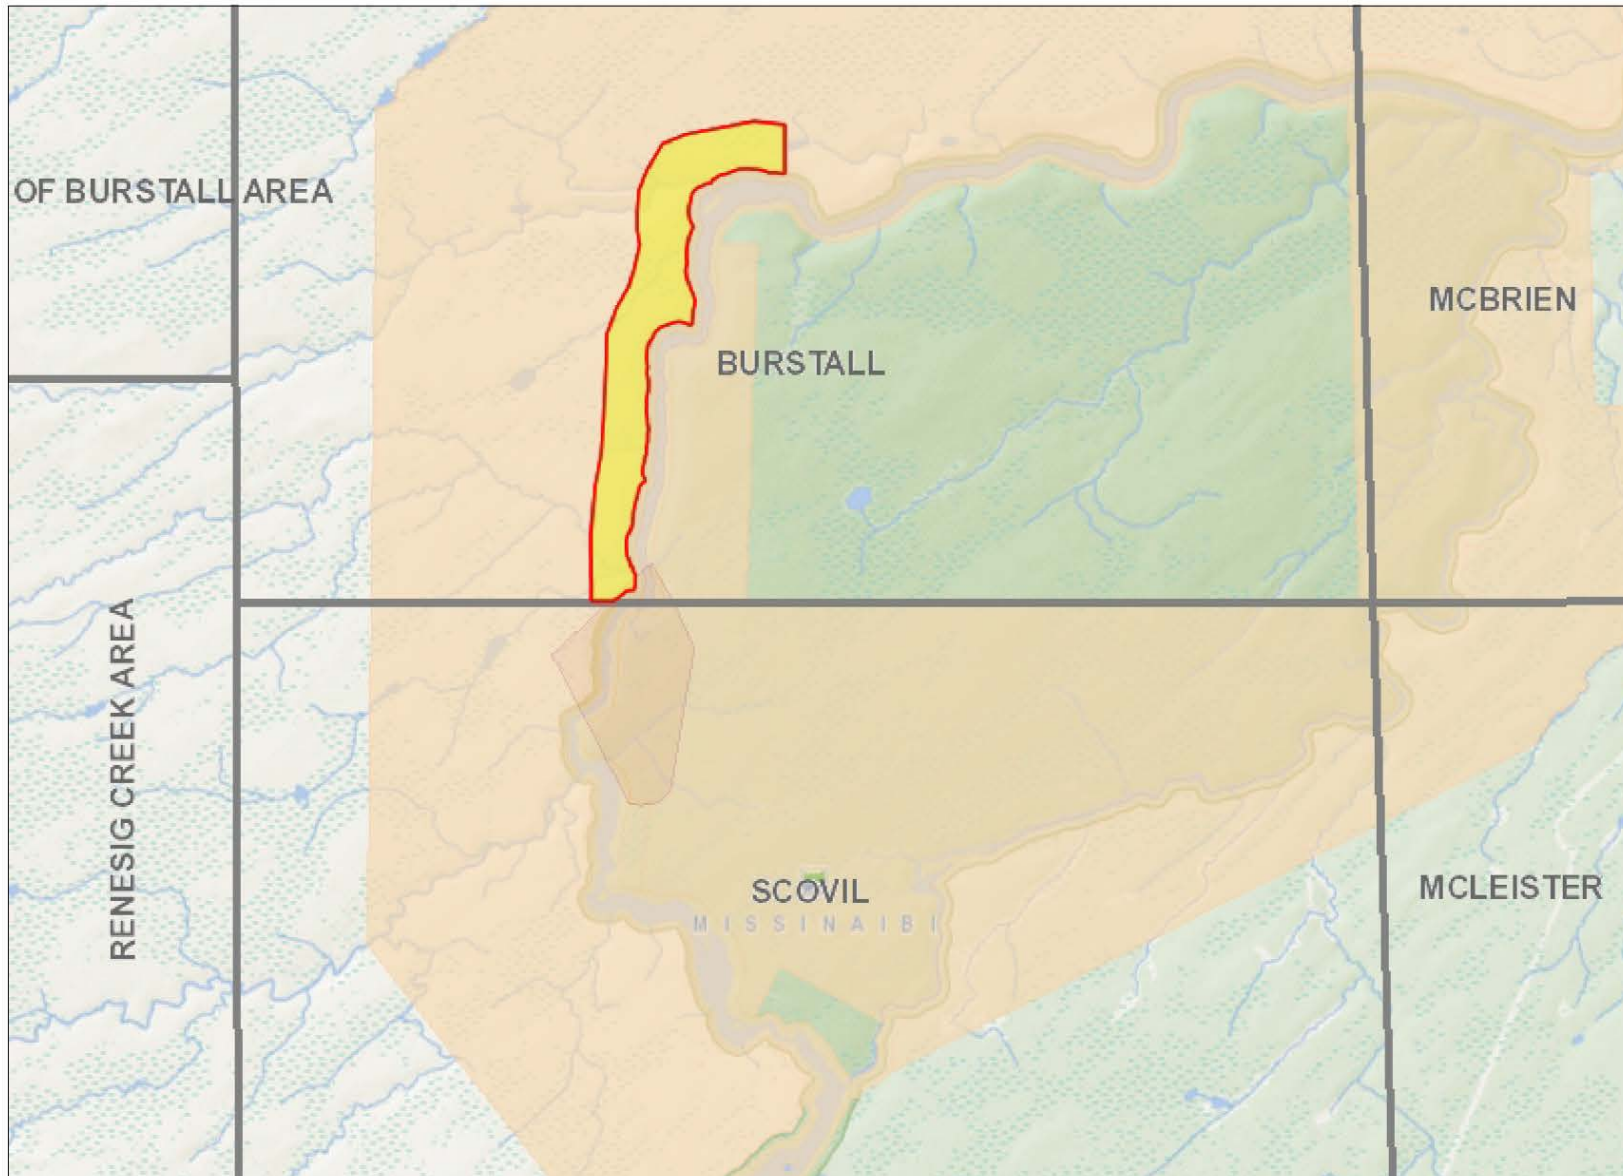 OF BURSTALL AREA
MCBRIEN
BURSTALL
RENESIG CREEK AREA
SCOVIL
MCLEISTER
MISSINAIBI